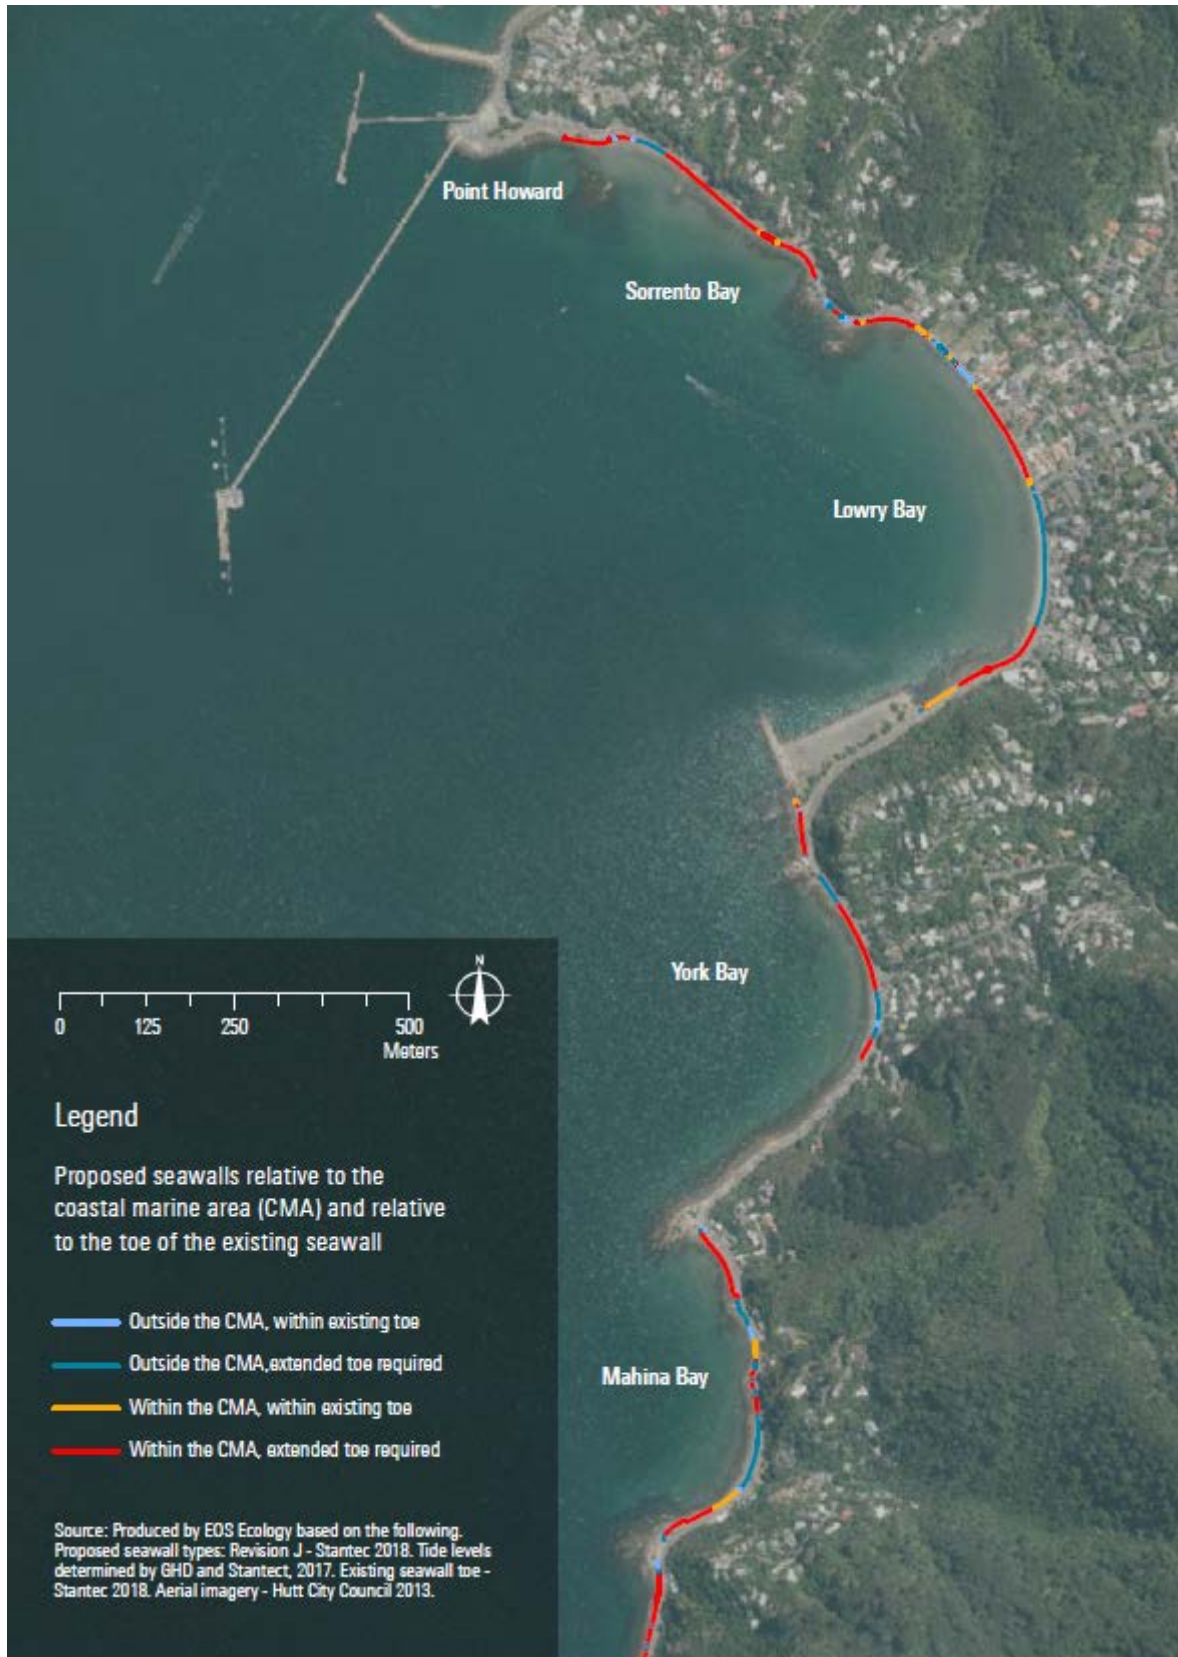 Point Howard
Sorrento Bay
Lowry Bay
York Bay
N
0 125 250 500
Meters
Legend
Proposed seawalls relative to the
coastal marine area (CMA) and relative
to the toe of the existing seawall
Outside the CMA, within existing toe
Outside the CMA,extended toe required
Mahina Bay
Within the CMA, within existing toe
Within the CMA, extended toe required
Source: Produced by EOS Ecology based on the following.
Proposed seawall types: Revision J - Stantec 2018. Tide levels
determined by GHD and Stantect, 2017. Existing seawall toe -
Stantec 2018. Aerial imagery - Hutt City Council 2013.